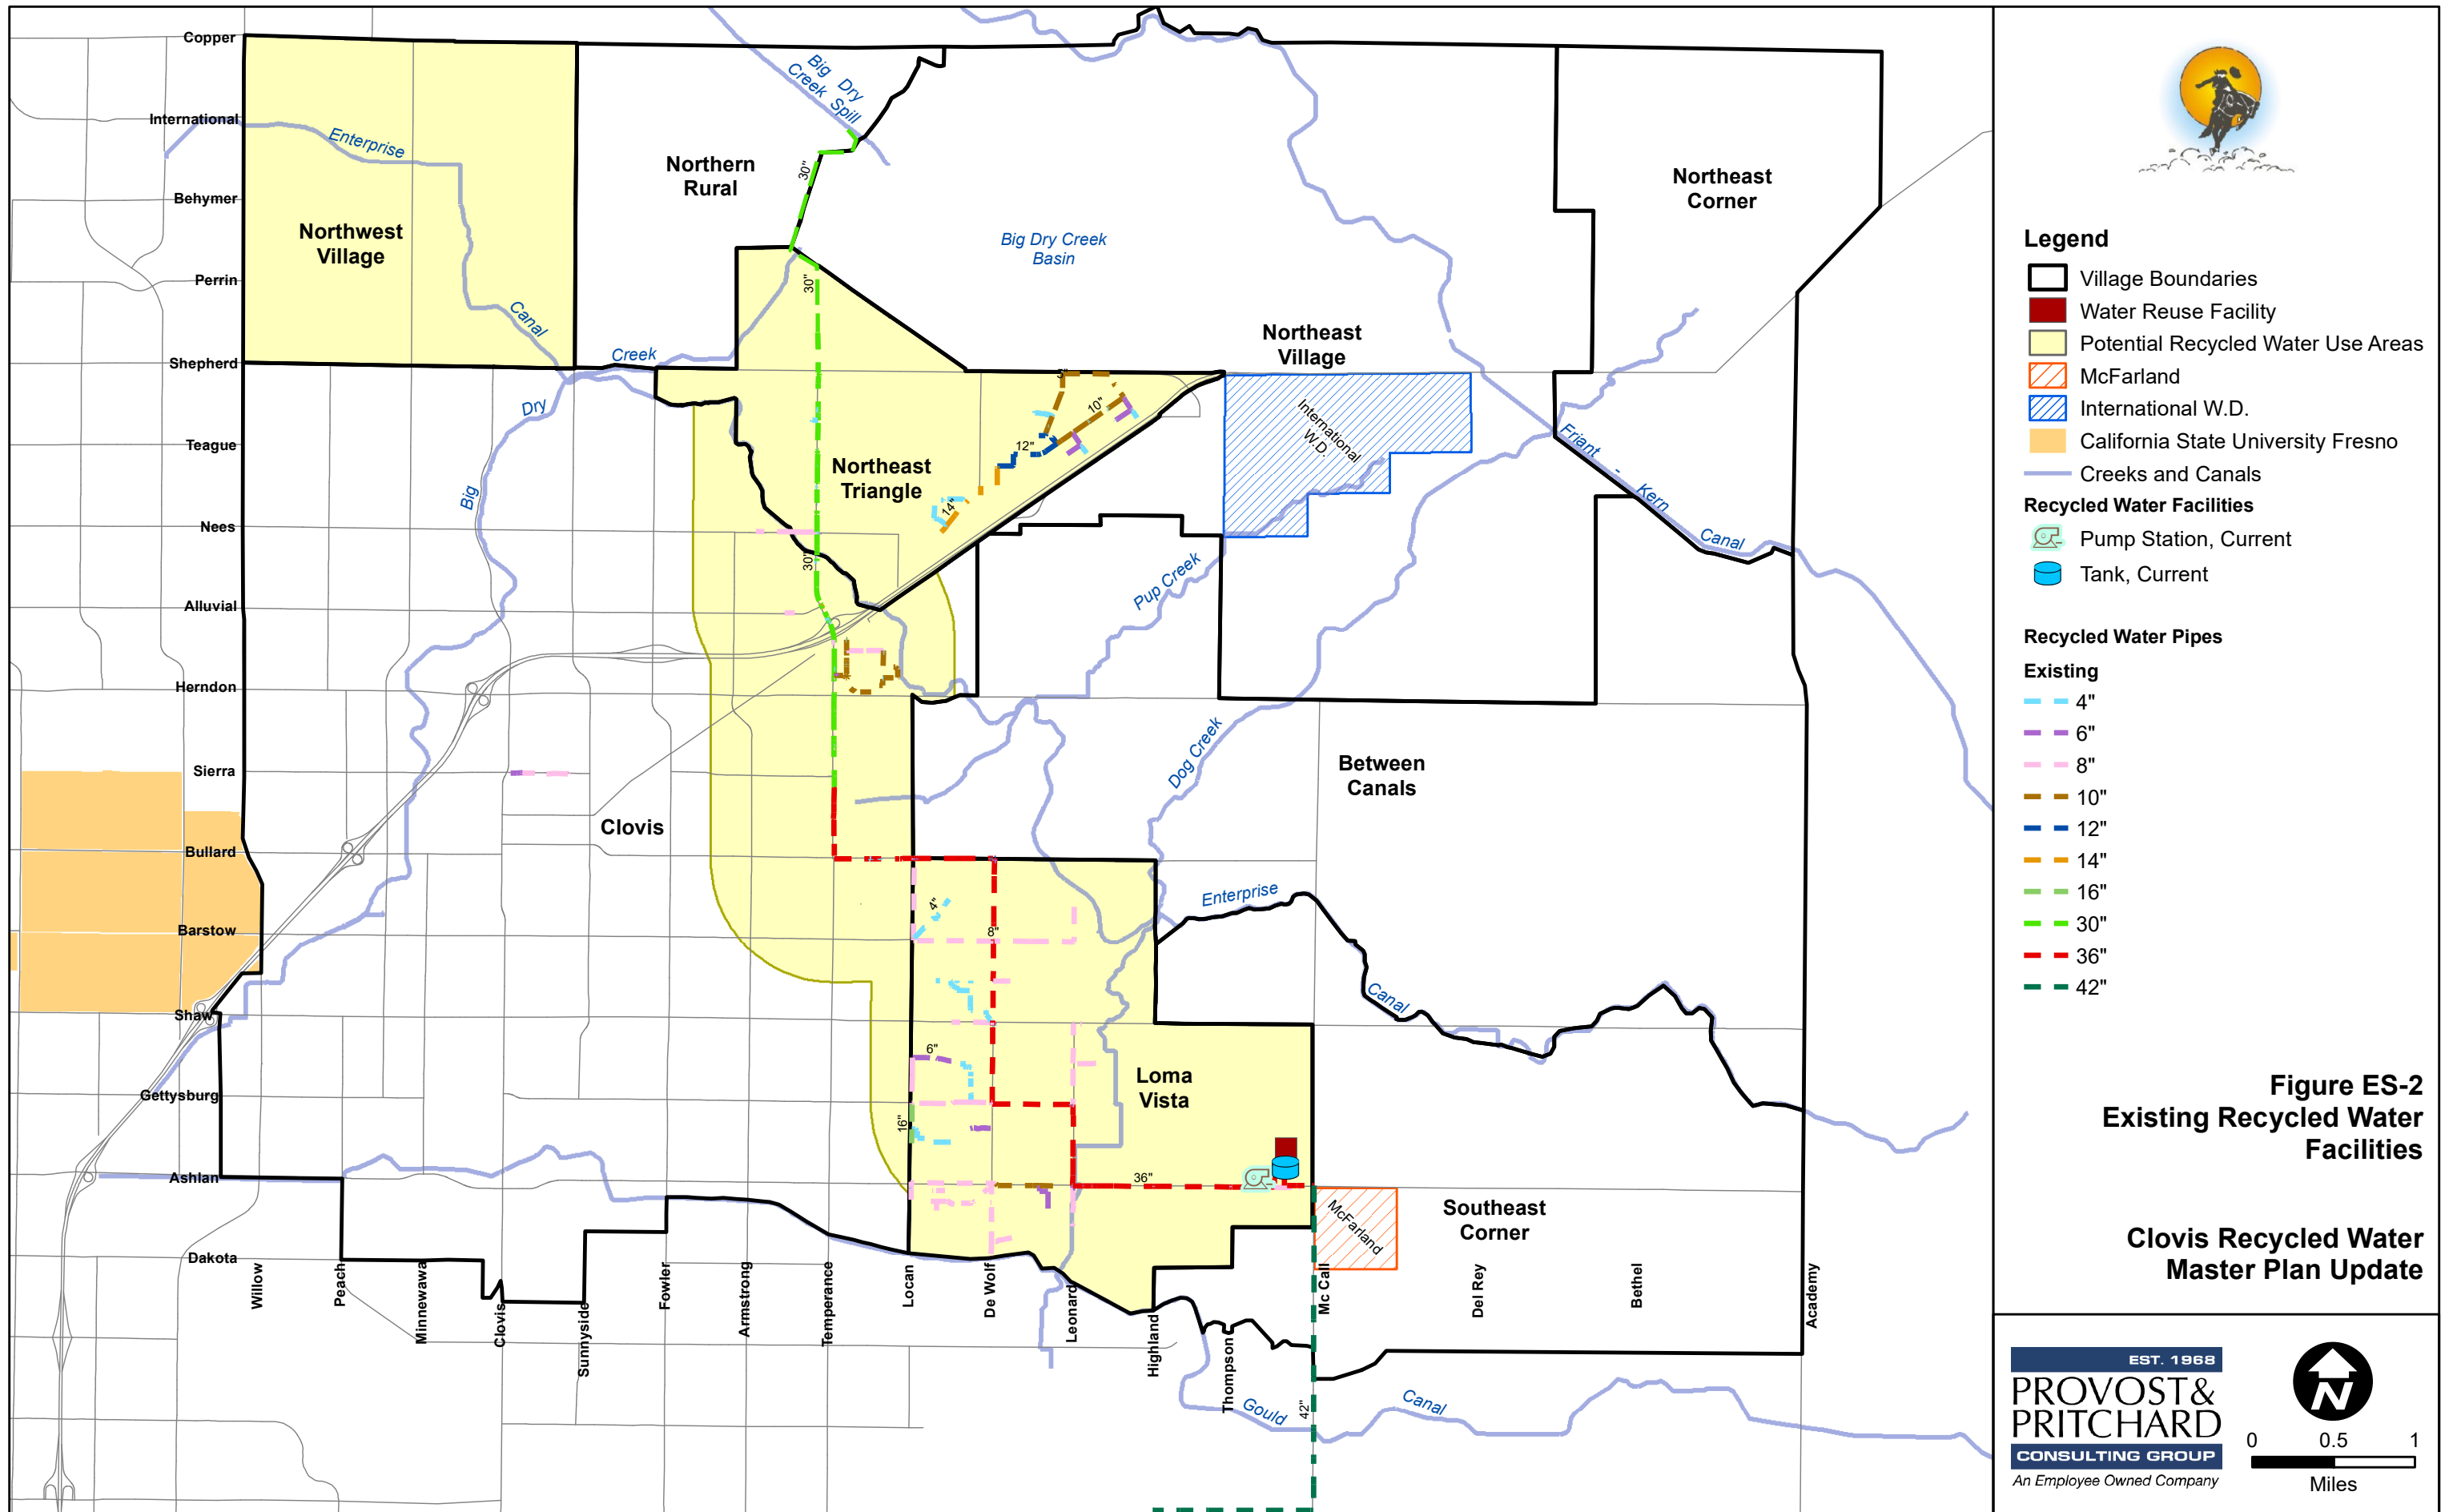 Copper
International
Behymer
Perrin
Shepherd
Teague
Nees
Alluvial
Herndon
Sierra
Bullard
Barstow
Shaw
Gettysburg
Ashlan
Dakota
Willow
Peach
Minnewawa
Clovis
Sunnyside
Fowler
Armstrong
Temperance
Locan
De Wolf
Leonard
Highland
Thompson
Mc Call
Del Rey
Bethel
Academy
Northwest
Village
Northern
Rural
Northeast
Corner
Northeast
Village
Northeast
Triangle
Clovis
Between
Canals
Loma
Vista
Southeast
Corner
Enterprise
Canal
Big Dry
Creek Spill
Big Dry Creek
Basin
Creek
Dry
Big
Pup Creek
Dog Creek
Friant - Kern
Canal
Enterprise
Canal
Gould
Canal
International
W.D.
McFarland
30"
30"
30"
10"
12"
14"
4"
8"
6"
16"
36"
42"
Legend
Village Boundaries
Water Reuse Facility
Potential Recycled Water Use Areas
McFarland
International W.D.
California State University Fresno
Creeks and Canals
Recycled Water Facilities
Pump Station, Current
Tank, Current
Recycled Water Pipes
Existing
4"
6"
8"
10"
12"
14"
16"
30"
36"
42"
Figure ES-2
Existing Recycled Water
Facilities
Clovis Recycled Water
Master Plan Update
EST. 1968
PROVOST&
PRITCHARD
CONSULTING GROUP
An Employee Owned Company
N
0 0.5 1
Miles